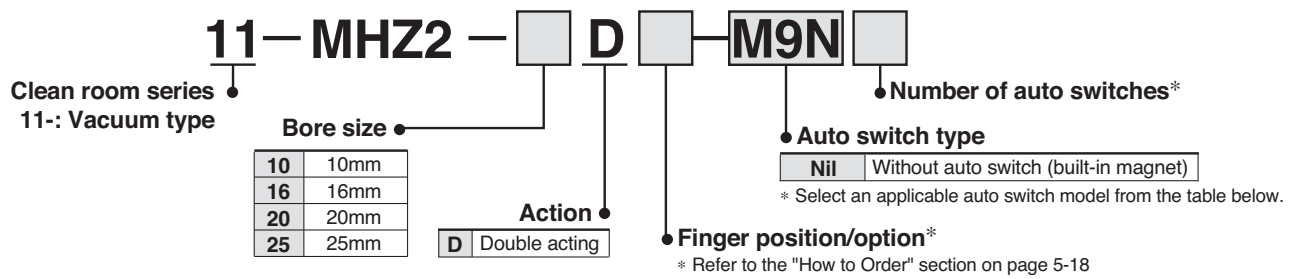 11 — MHZ2 — D — M9N
Clean room series
11-: Vacuum type
Bore size
10 10mm
16 16mm
20 20mm
25 25mm
Action
D Double acting
Number of auto switches*
Auto switch type
Nil Without auto switch (built-in magnet)
* Select an applicable auto switch model from the table below.
Finger position/option*
* Refer to the "How to Order" section on page 5-18